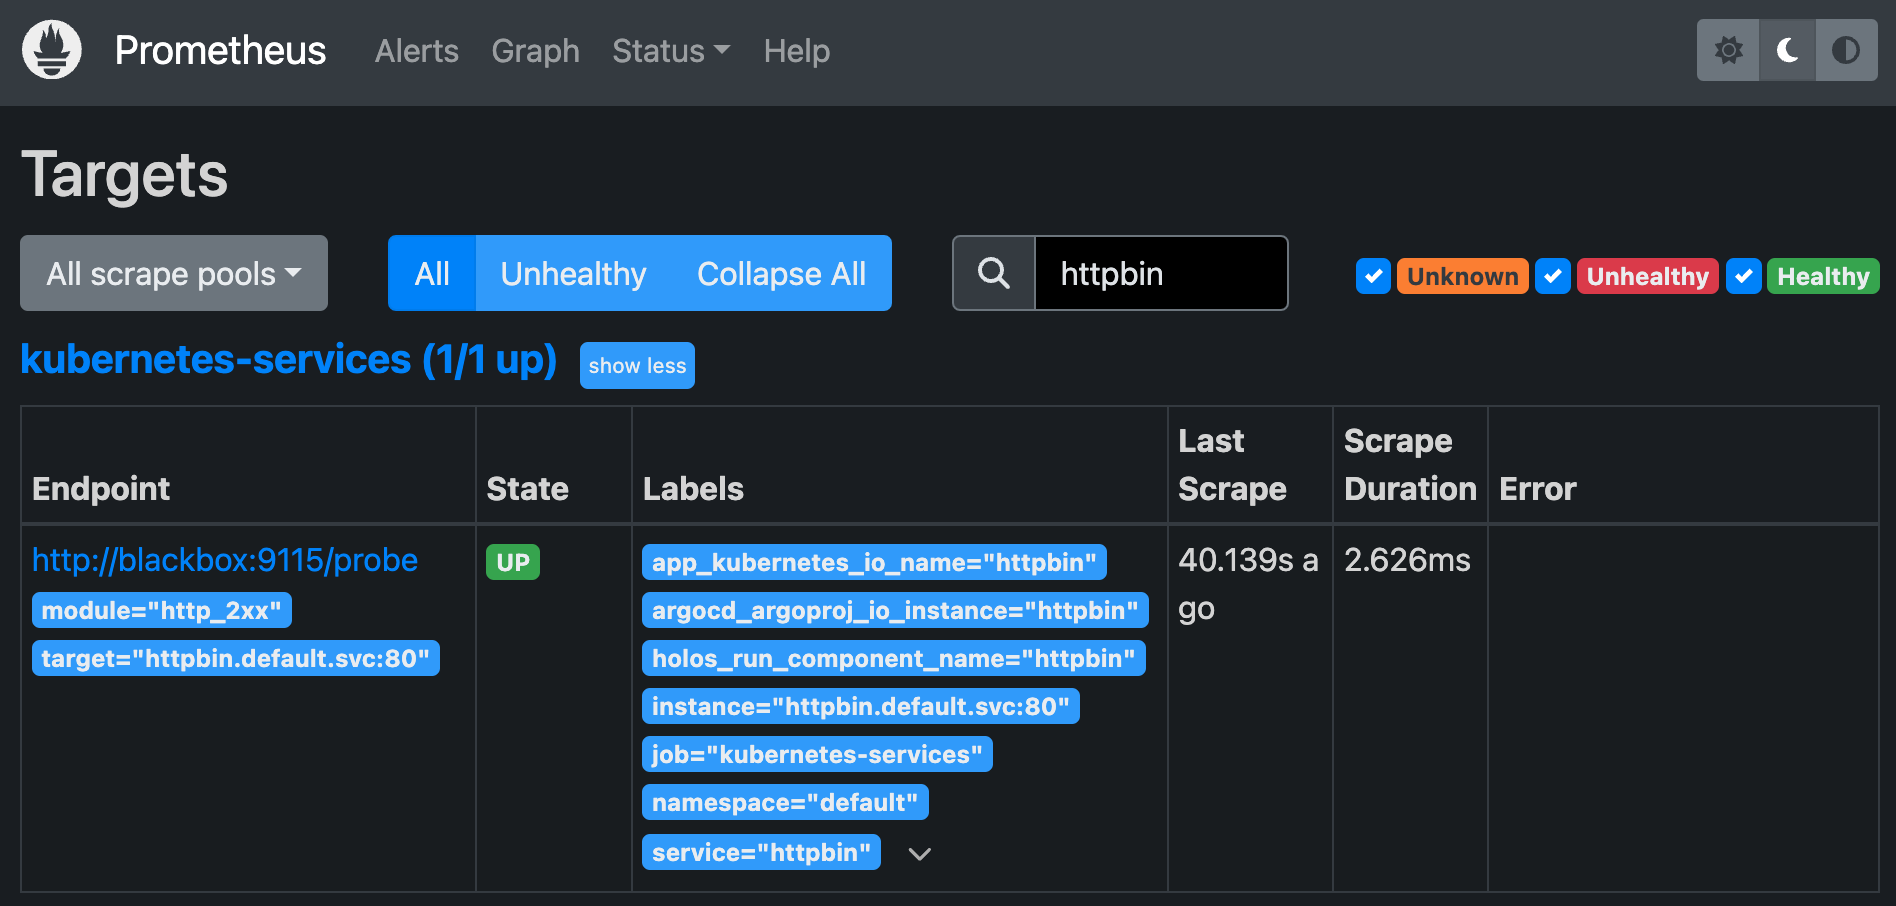 Prometheus Alerts Graph Status Help
Targets
All scrape pools All Unhealthy Collapse All httpbin Unknown Unhealthy Healthy
kubernetes-services (1/1 up) show less
Endpoint State Labels Last Scrape Scrape Duration Error
http://blackbox:9115/probe UP app_kubernetes_io_name="httpbin" 40.139s a 2.626ms
module="http_2xx" argocd_argoproj_io_instance="httpbin" go
target="httpbin.default.svc:80" holos_run_component_name="httpbin"
instance="httpbin.default.svc:80"
job="kubernetes-services"
namespace="default"
service="httpbin"